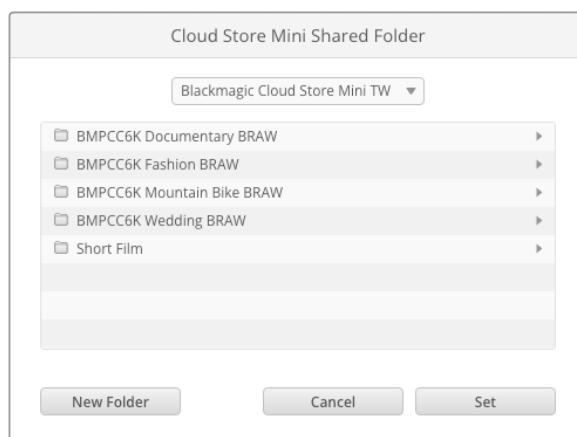 Cloud Store Mini Shared Folder
Blackmagic Cloud Store Mini TW
BMPCC6K Documentary BRAW
BMPCC6K Fashion BRAW
BMPCC6K Mountain Bike BRAW
BMPCC6K Wedding BRAW
Short Film
New Folder Cancel Set